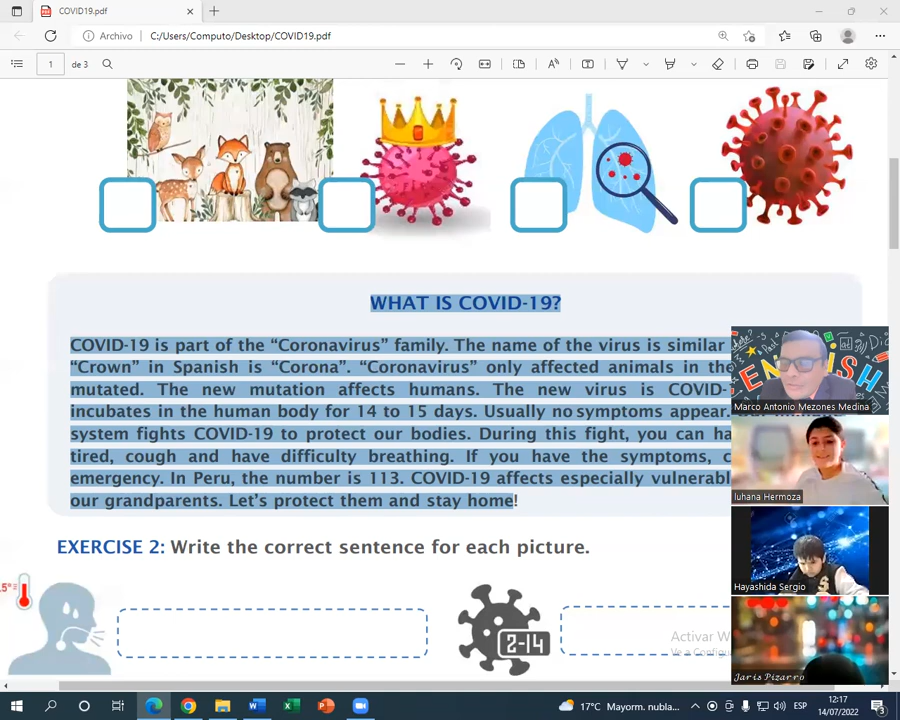 COVID19.pdf
Archivo C:/Users/Computo/Desktop/COVID19.pdf
1 de 3
WHAT IS COVID-19?
COVID-19 is part of the “Coronavirus” family. The name of the virus is similar
“Crown” in Spanish is “Corona”. “Coronavirus” only affected animals in the
mutated. The new mutation affects humans. The new virus is COVID-
incubates in the human body for 14 to 15 days. Usually no symptoms appear.
system fights COVID-19 to protect our bodies. During this fight, you can ha
tired, cough and have difficulty breathing. If you have the symptoms, c
emergency. In Peru, the number is 113. COVID-19 affects especially vulnerabl
our grandparents. Let’s protect them and stay home!
EXERCISE 2: Write the correct sentence for each picture.
5°
2-14
Activar W
Ve a Configu
ENGLISH
Marco Antonio Mezones Medina
Iuhana Hermoza
Hayashida Sergio
Jaris Pizarro
17°C Mayorm. nubla...
ESP
12:17
14/07/2022
3